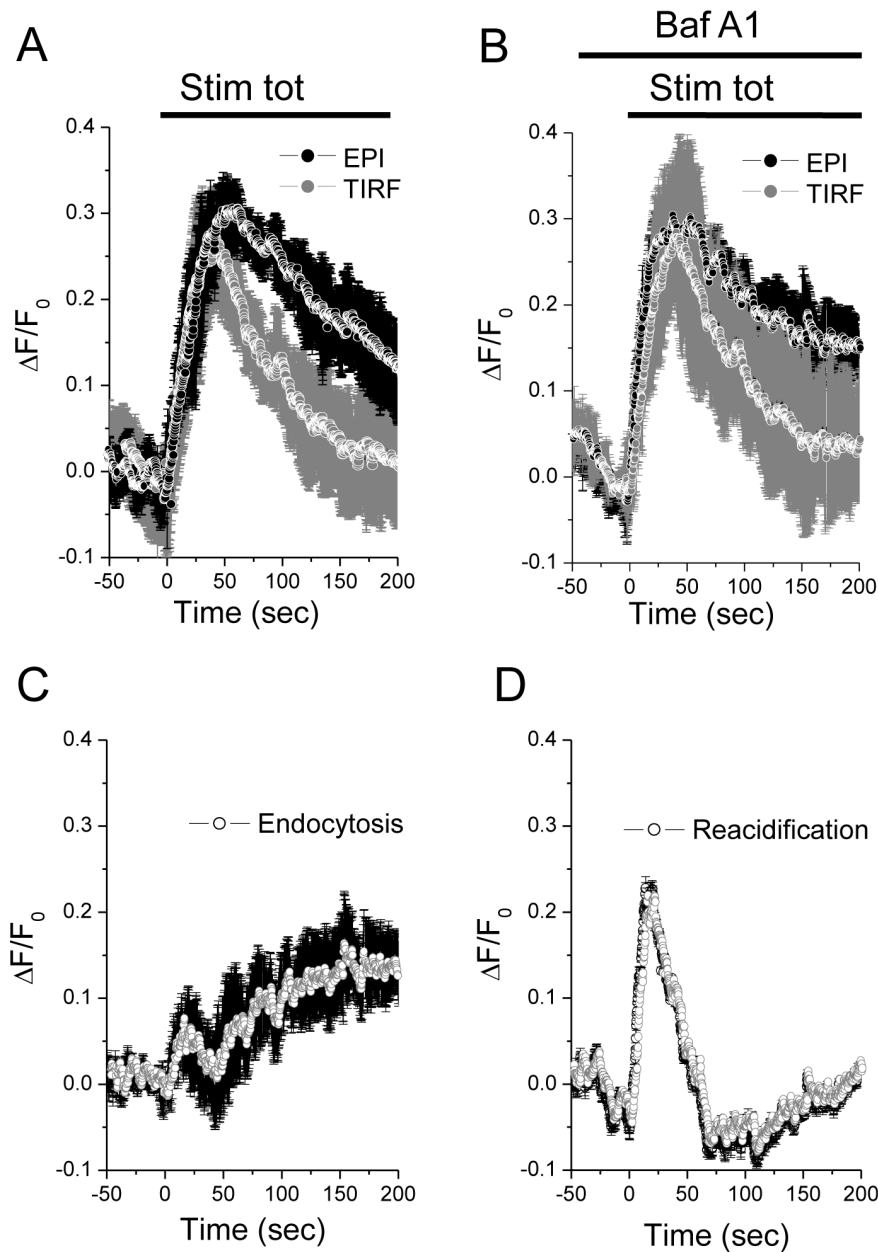 A
Stim tot
EPI
TIRF
0.4
0.3
0.2
0.1
0.0
-0.1
ΔF/F0
-50 0 50 100 150 200
Time (sec)
Baf A1
B
Stim tot
EPI
TIRF
0.4
0.3
0.2
0.1
0.0
-0.1
ΔF/F0
-50 0 50 100 150 200
Time (sec)
C
Endocytosis
0.4
0.3
0.2
0.1
0.0
-0.1
ΔF/F0
-50 0 50 100 150 200
Time (sec)
D
Reacidification
0.4
0.3
0.2
0.1
0.0
-0.1
ΔF/F0
-50 0 50 100 150 200
Time (sec)